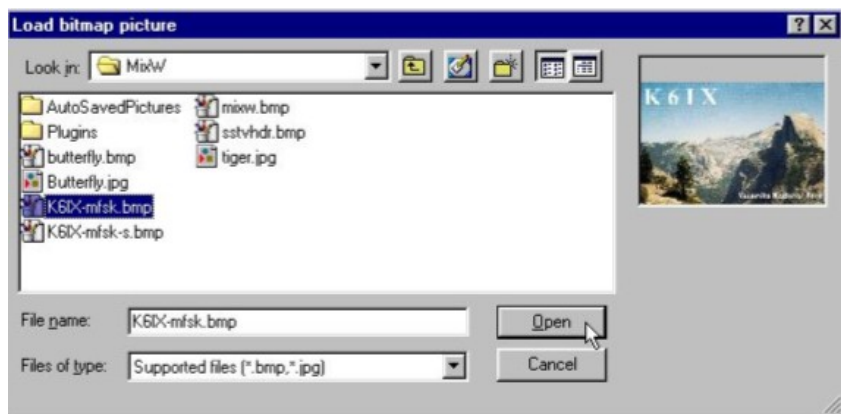 Load bitmap picture
Look in: MixW
AutoSavedPictures
Plugins
butterfly.bmp
Butterfly.jpg
K6IX-mfsk.bmp
K6IX-mfsk-s.bmp
mixw.bmp
sstvhdr.bmp
tiger.jpg
K6IX
File name: K6IX-mfsk.bmp
Open
Files of type: Supported files (*.bmp,*.jpg)
Cancel